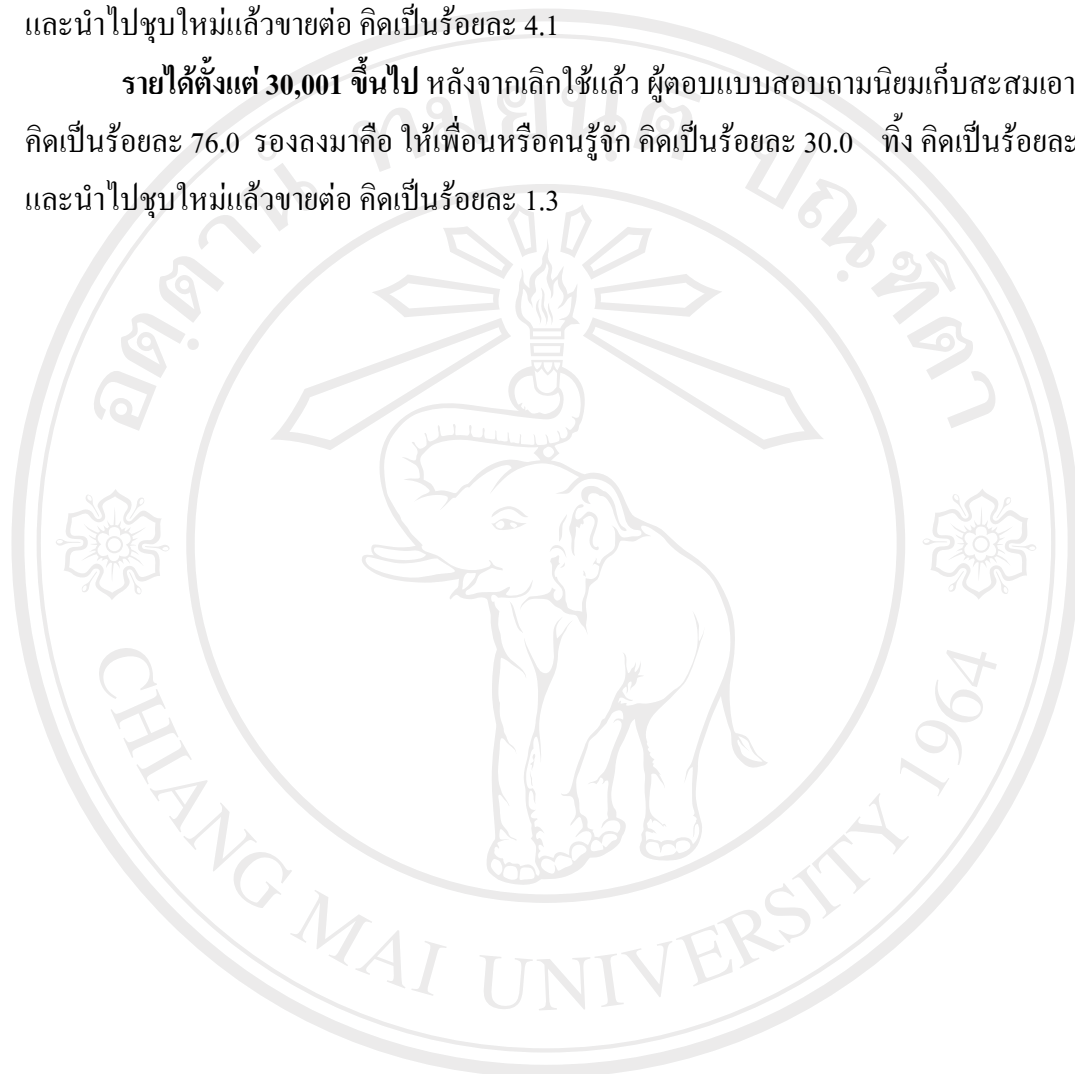 และนำไปชุบใหม่แล้วขายต่อ คิดเป็นร้อยละ 4.1
รายได้ตั้งแต่ 30,001 ขึ้นไป หลังจากเลิกใช้แล้ว ผู้ตอบแบบสอบถามนิยมเก็บสะสมเอา
คิดเป็นร้อยละ 76.0 รองลงมาคือ ให้เพื่อนหรือคนรู้จัก คิดเป็นร้อยละ 30.0 ทิ้ง คิดเป็นร้อยละ
และนำไปชุบใหม่แล้วขายต่อ คิดเป็นร้อยละ 1.3
CHIANG MAI UNIVERSITY 1964